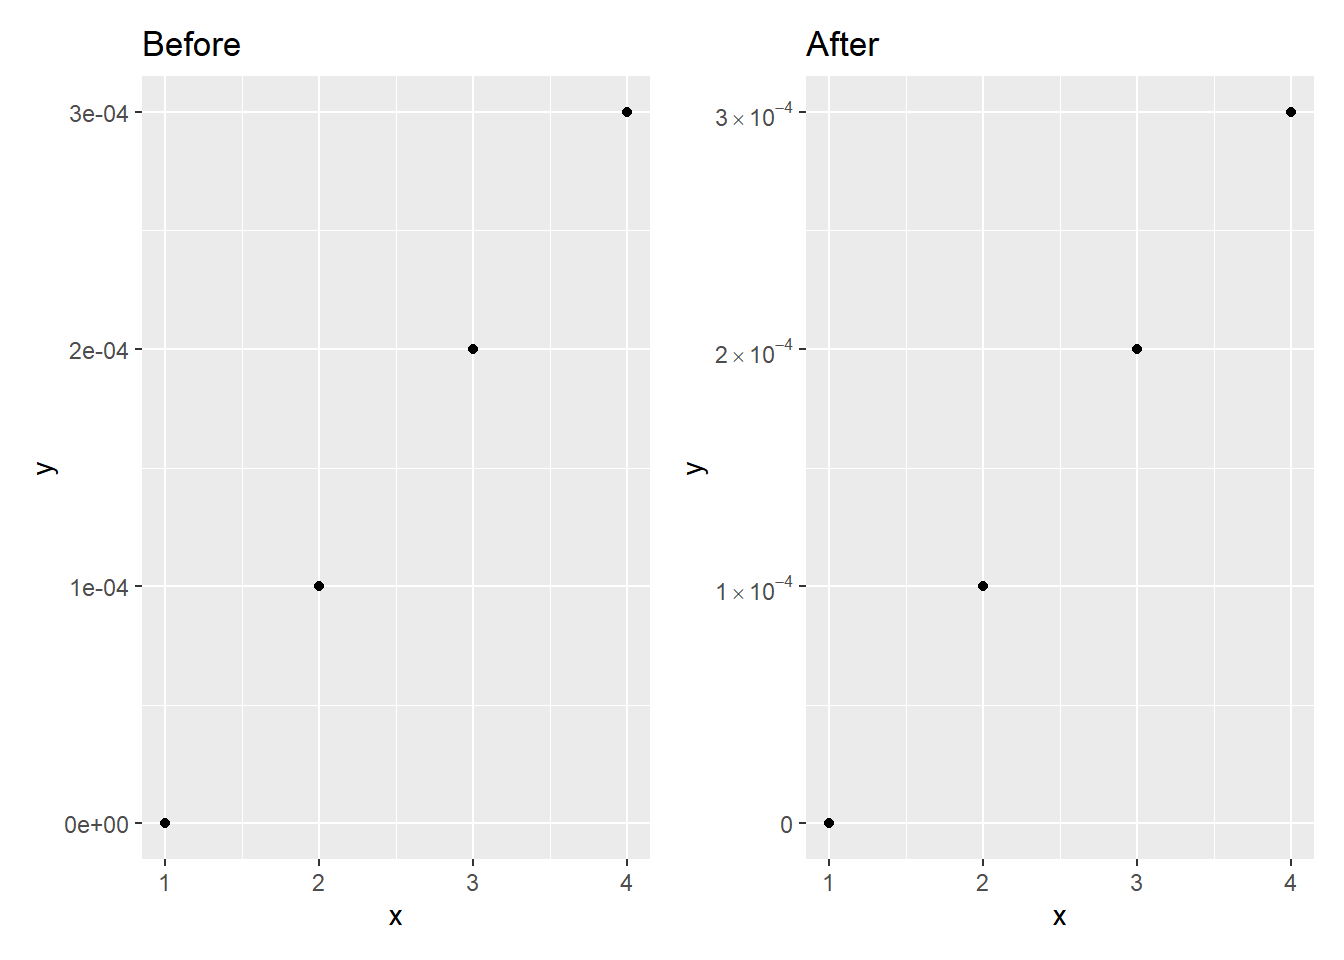 Before
3e-04
2e-04
1e-04
0e+00
y
1 2 3 4
x
After
3 × 10⁻⁴
2 × 10⁻⁴
1 × 10⁻⁴
0
y
1 2 3 4
x